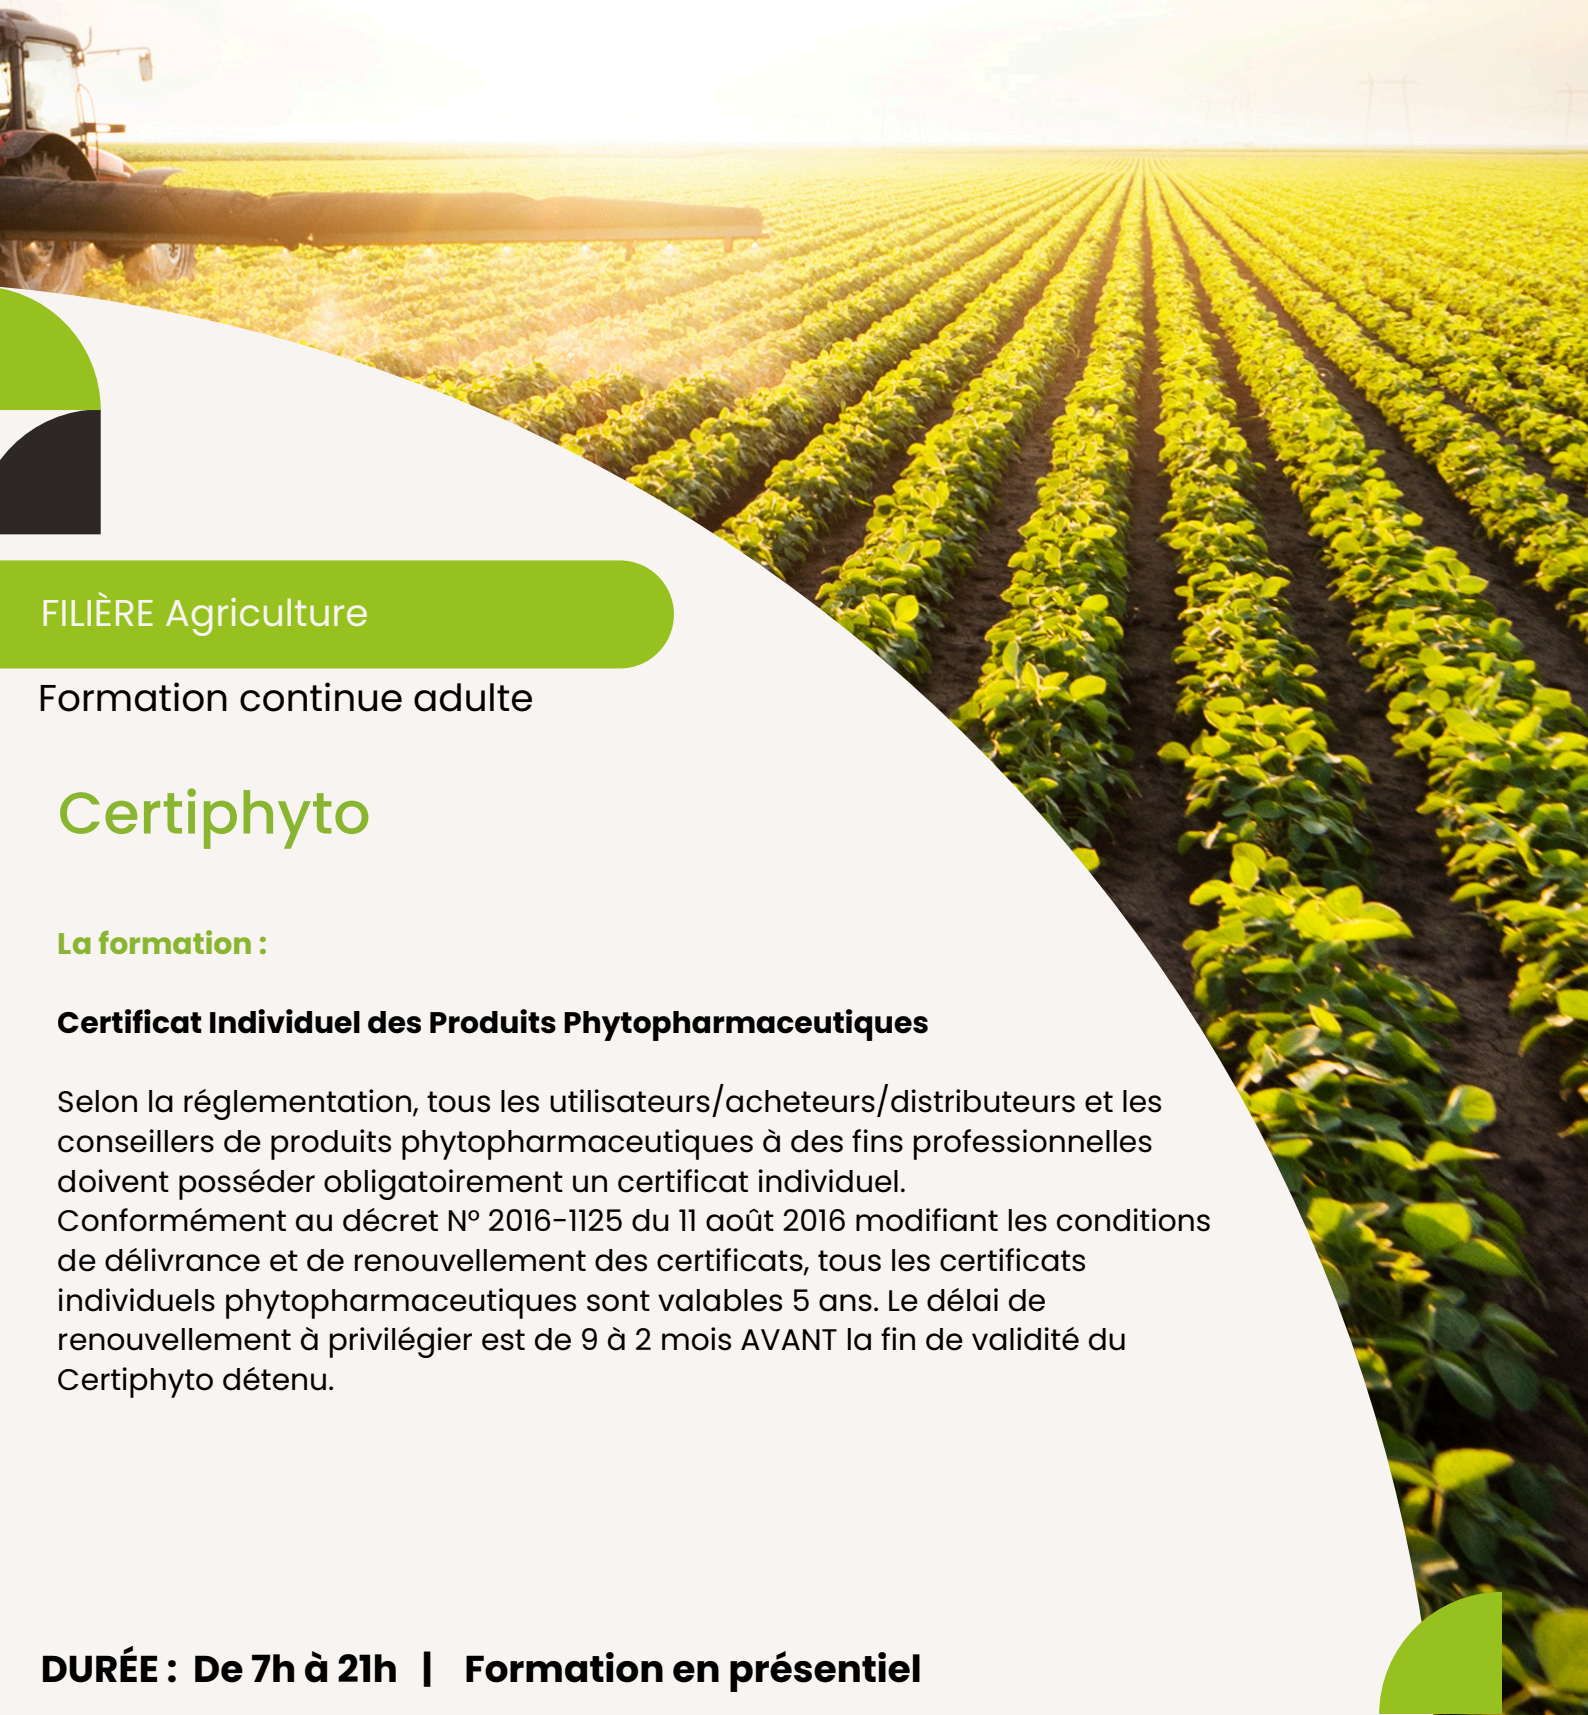 FILIÈRE Agriculture
Formation continue adulte
Certiphyto
La formation :
Certificat Individuel des Produits Phytopharmaceutiques
Selon la réglementation, tous les utilisateurs/acheteurs/distributeurs et les
conseillers de produits phytopharmaceutiques à des fins professionnelles
doivent posséder obligatoirement un certificat individuel.
Conformément au décret N° 2016-1125 du 11 août 2016 modifiant les conditions
de délivrance et de renouvellement des certificats, tous les certificats
individuels phytopharmaceutiques sont valables 5 ans. Le délai de
renouvellement à privilégier est de 9 à 2 mois AVANT la fin de validité du
Certiphyto détenu.
DURÉE : De 7h à 21h | Formation en présentiel